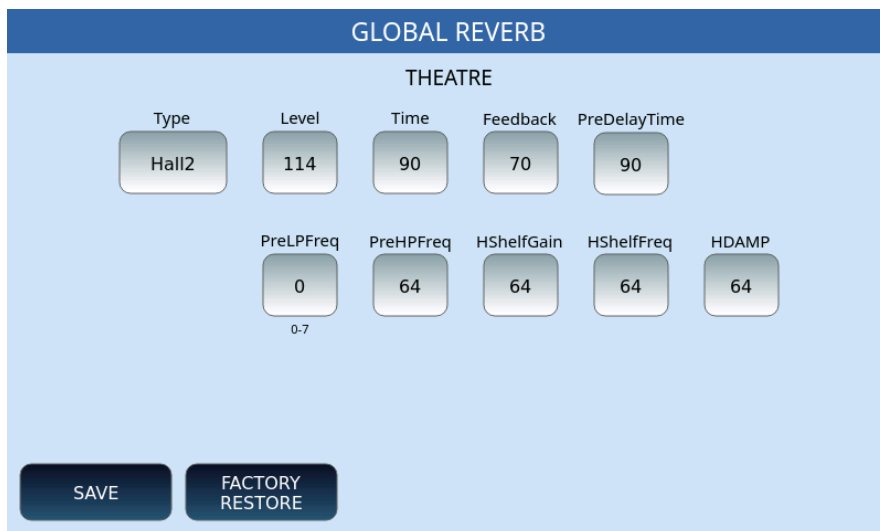 GLOBAL REVERB
THEATRE
Type Level Time Feedback PreDelayTime
Hall2 114 90 70 90
PreLPFreq PreHPFreq HShelfGain HShelfFreq HDAMP
0 64 64 64 64
0-7
SAVE
FACTORY
RESTORE